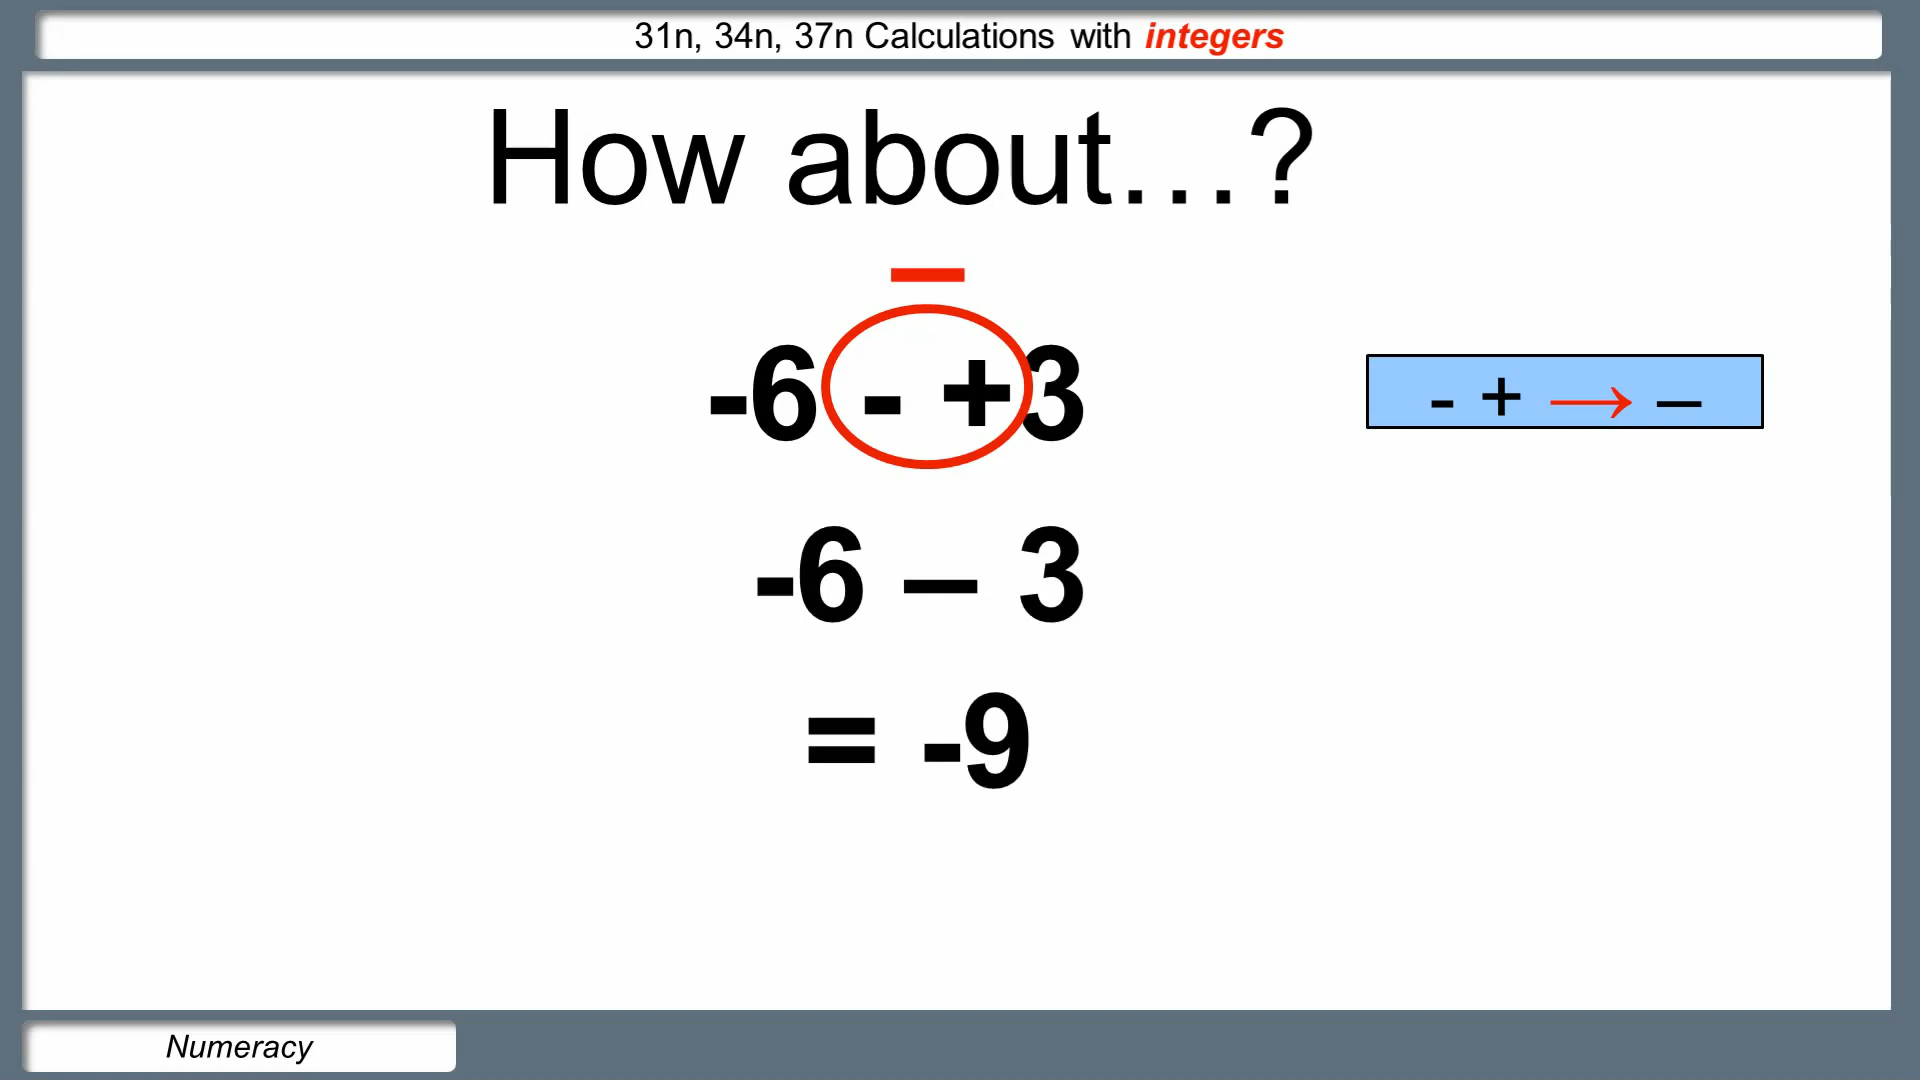 31n, 34n, 37n Calculations with integers
How about…?
–
-6 - +3
- + → –
-6 – 3
= -9
Numeracy